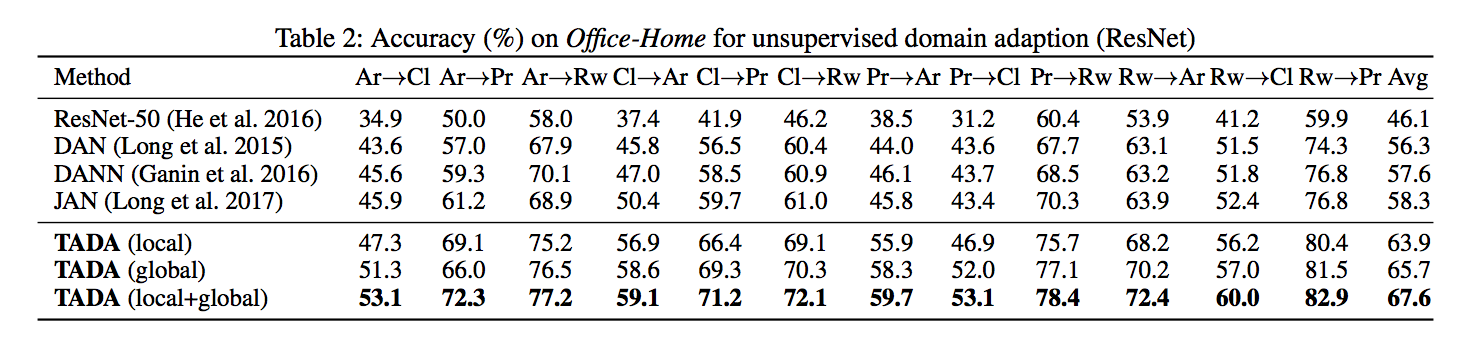 Table 2: Accuracy (%) on Office-Home for unsupervised domain adaption (ResNet)
Method Ar→Cl Ar→Pr Ar→Rw Cl→Ar Cl→Pr Cl→Rw Pr→Ar Pr→Cl Pr→Rw Rw→Ar Rw→Cl Rw→Pr Avg
ResNet-50 (He et al. 2016) 34.9 50.0 58.0 37.4 41.9 46.2 38.5 31.2 60.4 53.9 41.2 59.9 46.1
DAN (Long et al. 2015) 43.6 57.0 67.9 45.8 56.5 60.4 44.0 43.6 67.7 63.1 51.5 74.3 56.3
DANN (Ganin et al. 2016) 45.6 59.3 70.1 47.0 58.5 60.9 46.1 43.7 68.5 63.2 51.8 76.8 57.6
JAN (Long et al. 2017) 45.9 61.2 68.9 50.4 59.7 61.0 45.8 43.4 70.3 63.9 52.4 76.8 58.3
TADA (local) 47.3 69.1 75.2 56.9 66.4 69.1 55.9 46.9 75.7 68.2 56.2 80.4 63.9
TADA (global) 51.3 66.0 76.5 58.6 69.3 70.3 58.3 52.0 77.1 70.2 57.0 81.5 65.7
TADA (local+global) 53.1 72.3 77.2 59.1 71.2 72.1 59.7 53.1 78.4 72.4 60.0 82.9 67.6